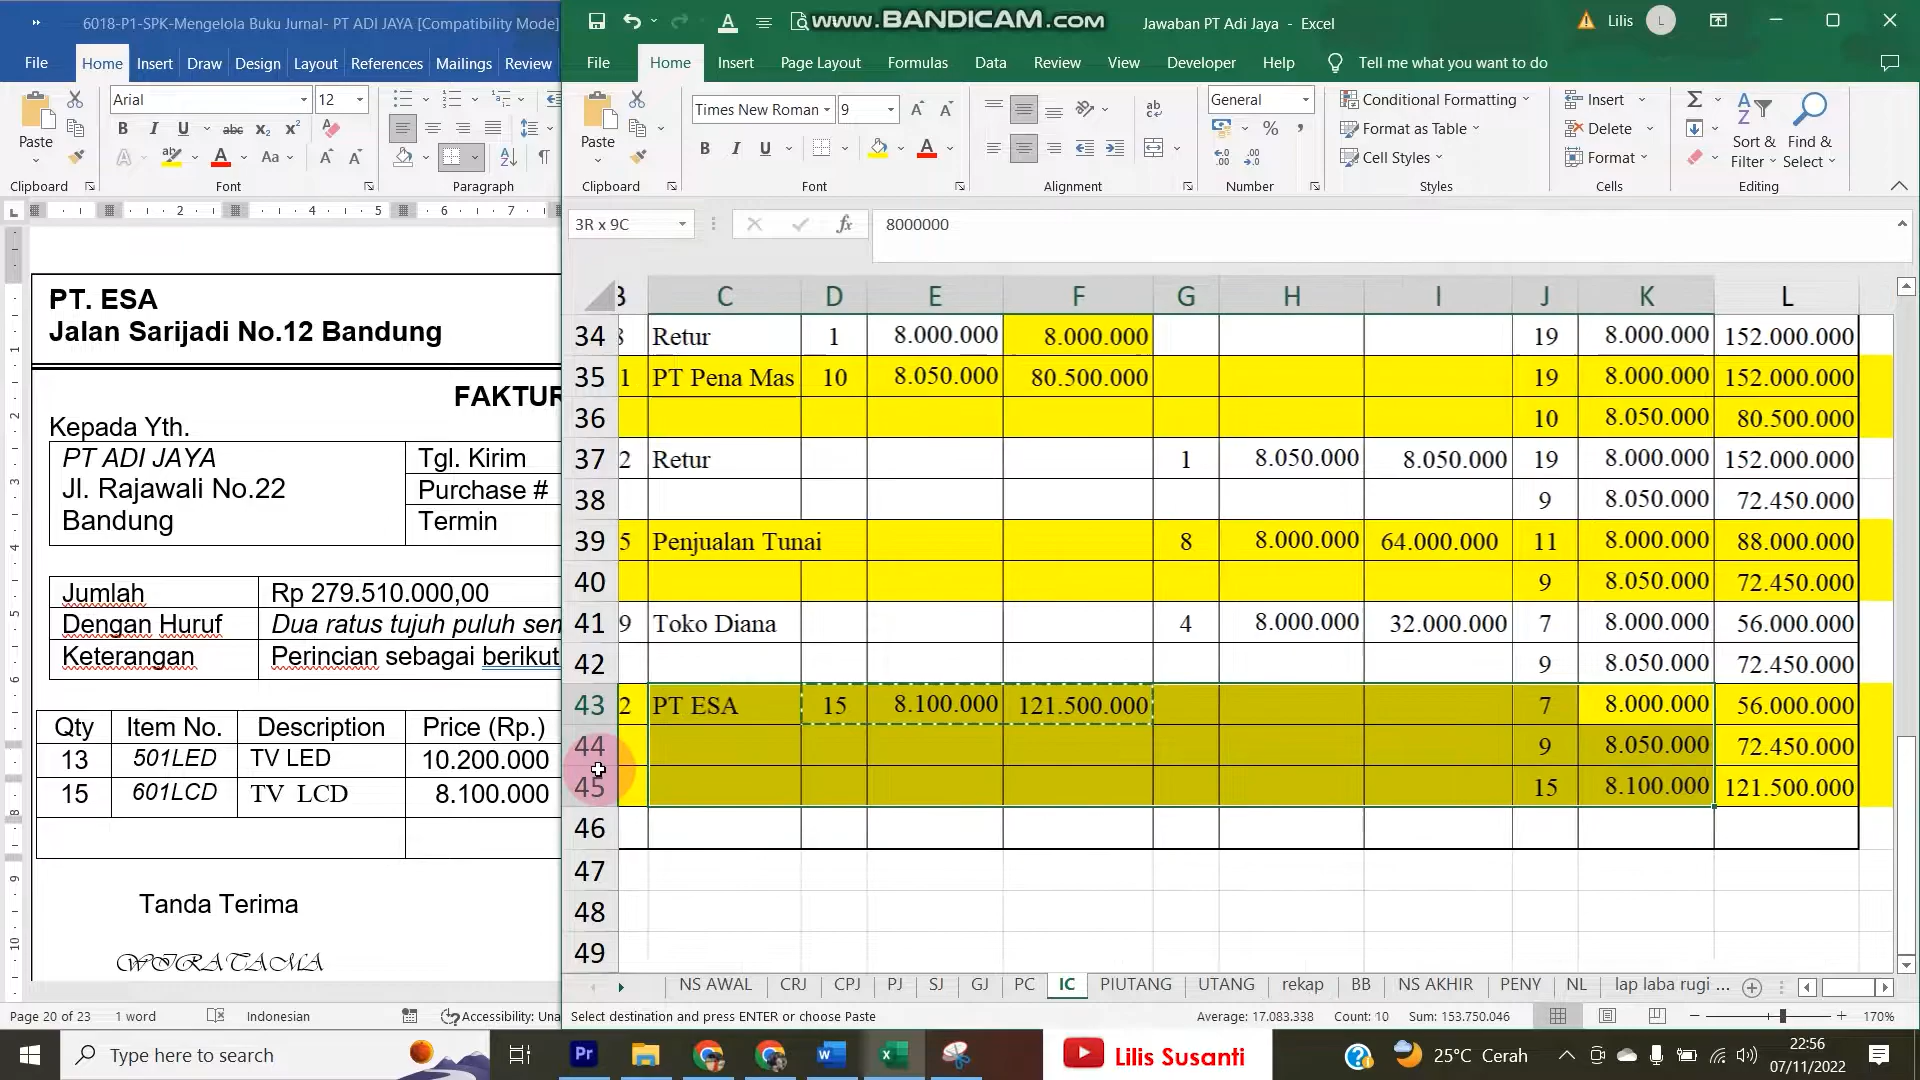 6018-P1-SPK-Mengelola Buku Jurnal- PT ADI JAYA [Compatibility Mode]
www.BANDICAM.com
Jawaban PT Adi Jaya - Excel
Lilis
L
File Home Insert Draw Design Layout References Mailings Review
File Home Insert Page Layout Formulas Data Review View Developer Help Tell me what you want to do
Arial 12
Paste
Clipboard Font Paragraph
Times New Roman 9
General
Conditional Formatting
Format as Table
Cell Styles
Insert
Delete
Format
Sort & Filter
Find & Select
Paste
Clipboard Font Alignment Number Styles Cells Editing
3R x 9C
fx
8000000
PT. ESA
Jalan Sarijadi No.12 Bandung
FAKTUR
Kepada Yth.
PT ADI JAYA Tgl. Kirim
Jl. Rajawali No.22 Purchase #
Bandung Termin
Jumlah Rp 279.510.000,00
Dengan Huruf Dua ratus tujuh puluh sem
Keterangan Perincian sebagai berikut
Qty Item No. Description Price (Rp.)
13 501LED TV LED 10.200.000
15 601LCD TV LCD 8.100.000
Tanda Terima
WIRATAMA
B C D E F G H I J K L
34 3 Retur 1 8.000.000 8.000.000 19 8.000.000 152.000.000
35 1 PT Pena Mas 10 8.050.000 80.500.000 19 8.000.000 152.000.000
36 10 8.050.000 80.500.000
37 2 Retur 1 8.050.000 8.050.000 19 8.000.000 152.000.000
38 9 8.050.000 72.450.000
39 5 Penjualan Tunai 8 8.000.000 64.000.000 11 8.000.000 88.000.000
40 9 8.050.000 72.450.000
41 9 Toko Diana 4 8.000.000 32.000.000 7 8.000.000 56.000.000
42 9 8.050.000 72.450.000
43 2 PT ESA 15 8.100.000 121.500.000 7 8.000.000 56.000.000
44 9 8.050.000 72.450.000
45 15 8.100.000 121.500.000
46
47
48
49
NS AWAL CRJ CPJ PJ SJ GJ PC IC PIUTANG UTANG rekap BB NS AKHIR PENY NL lap laba rugi ...
Page 20 of 23 1 word Indonesian Accessibility: Una
Select destination and press ENTER or choose Paste Average: 17.083.338 Count: 10 Sum: 153.750.046 170%
Type here to search
Lilis Susanti
25°C Cerah
22:56
07/11/2022